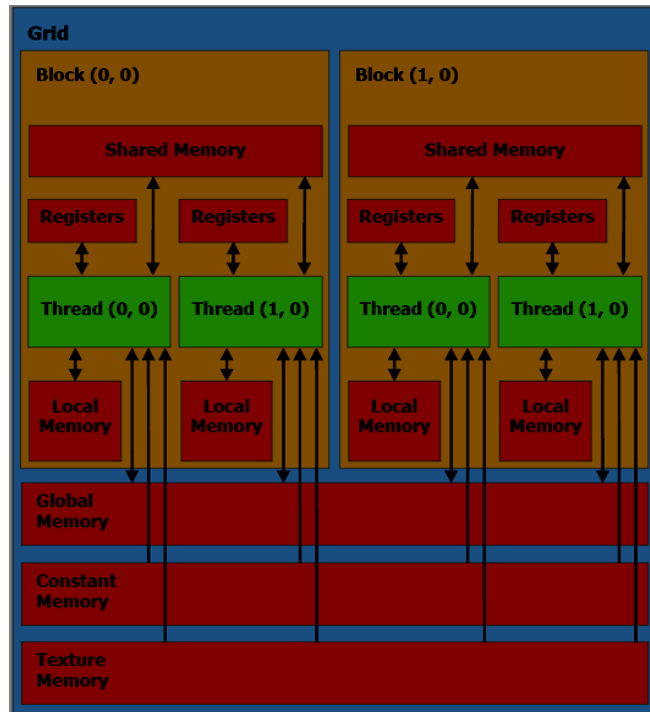 Grid
Block (0, 0)
Block (1, 0)
Shared Memory
Shared Memory
Registers
Registers
Registers
Registers
Thread (0, 0)
Thread (1, 0)
Thread (0, 0)
Thread (1, 0)
Local
Memory
Local
Memory
Local
Memory
Local
Memory
Global
Memory
Constant
Memory
Texture
Memory